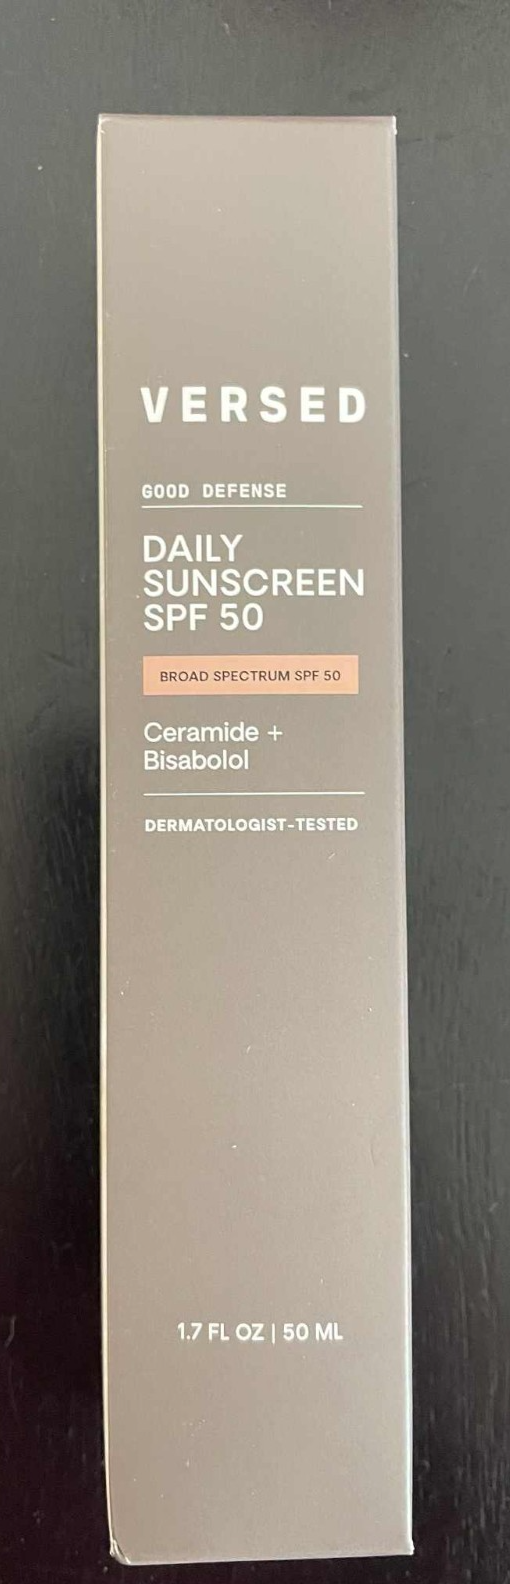 VERSED
GOOD DEFENSE
DAILY
SUNSCREEN
SPF 50
BROAD SPECTRUM SPF 50
Ceramide +
Bisabolol
DERMATOLOGIST-TESTED
1.7 FL OZ | 50 ML